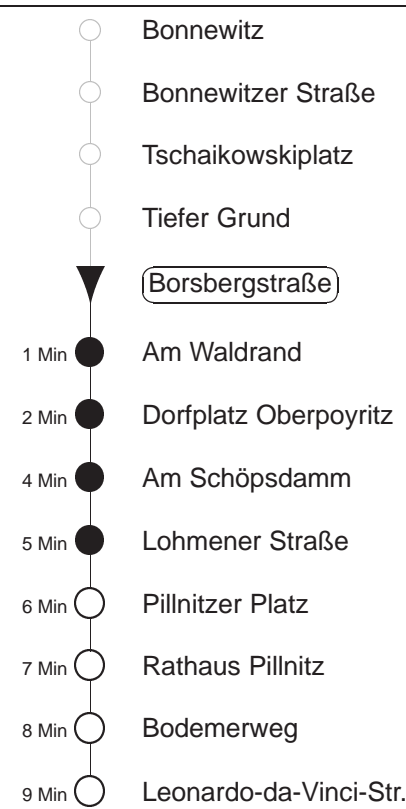 Bonnewitz
Bonnewitzer Straße
Tschaikowskiplatz
Tiefer Grund
Borsbergstraße
1 Min Am Waldrand
2 Min Dorfplatz Oberpoyritz
4 Min Am Schöpsdamm
5 Min Lohmener Straße
6 Min Pillnitzer Platz
7 Min Rathaus Pillnitz
8 Min Bodemerweg
9 Min Leonardo-da-Vinci-Str.